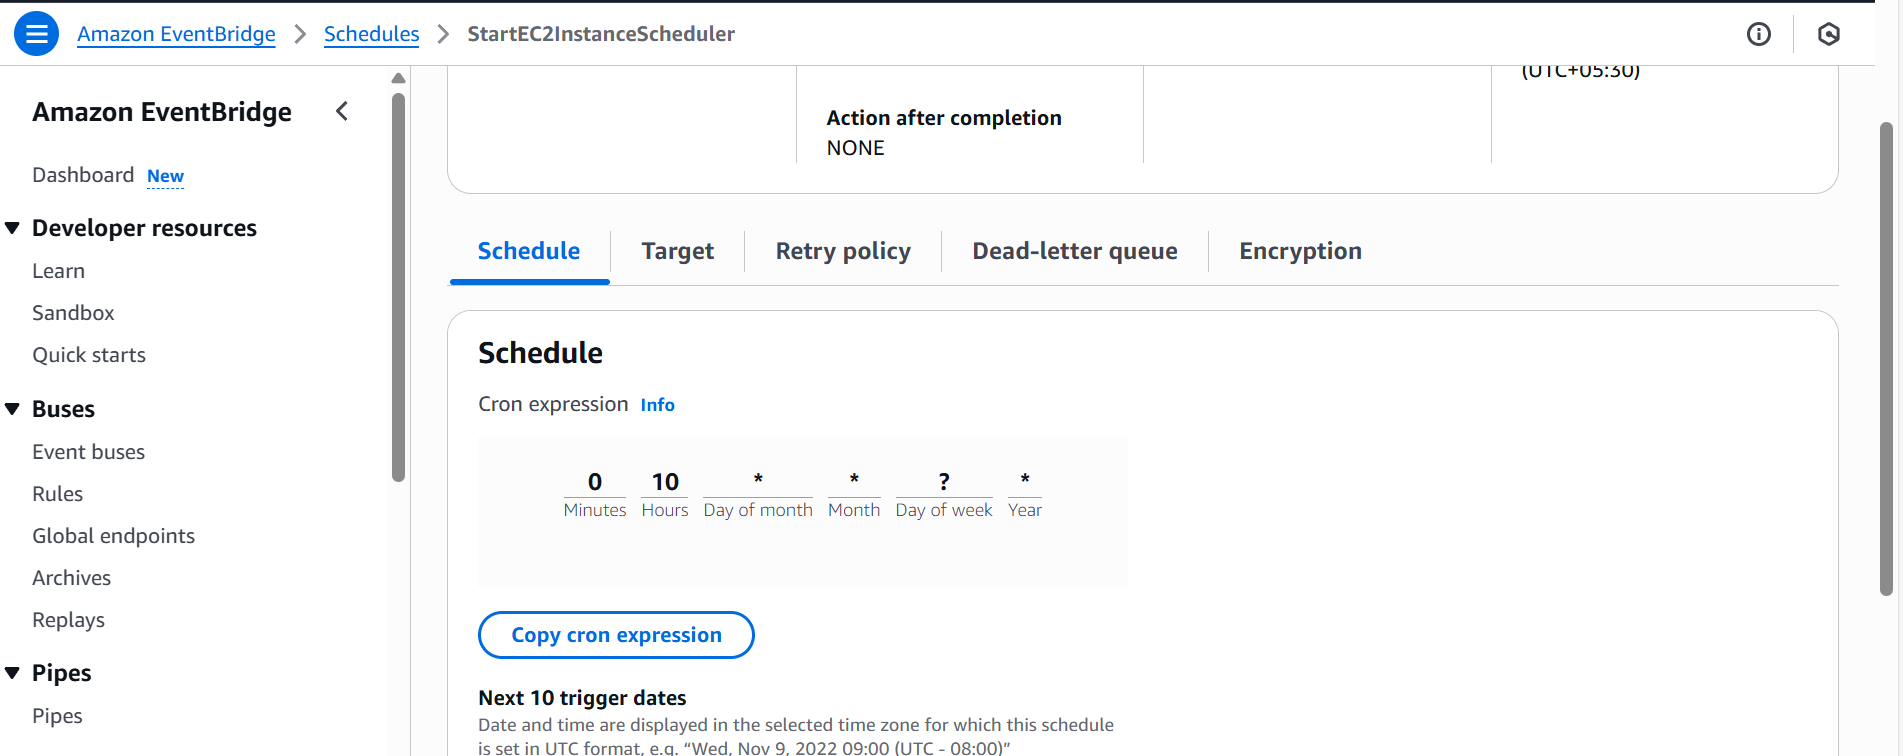 Amazon EventBridge > Schedules > StartEC2InstanceScheduler
Amazon EventBridge
Dashboard New
Developer resources
Learn
Sandbox
Quick starts
Buses
Event buses
Rules
Global endpoints
Archives
Replays
Pipes
Pipes
(UTC+05:30)
Action after completion
NONE
Schedule
Target
Retry policy
Dead-letter queue
Encryption
Schedule
Cron expression Info
0 10 * * ? *
Minutes Hours Day of month Month Day of week Year
Copy cron expression
Next 10 trigger dates
Date and time are displayed in the selected time zone for which this schedule
is set in UTC format, e.g. “Wed, Nov 9, 2022 09:00 (UTC - 08:00)”